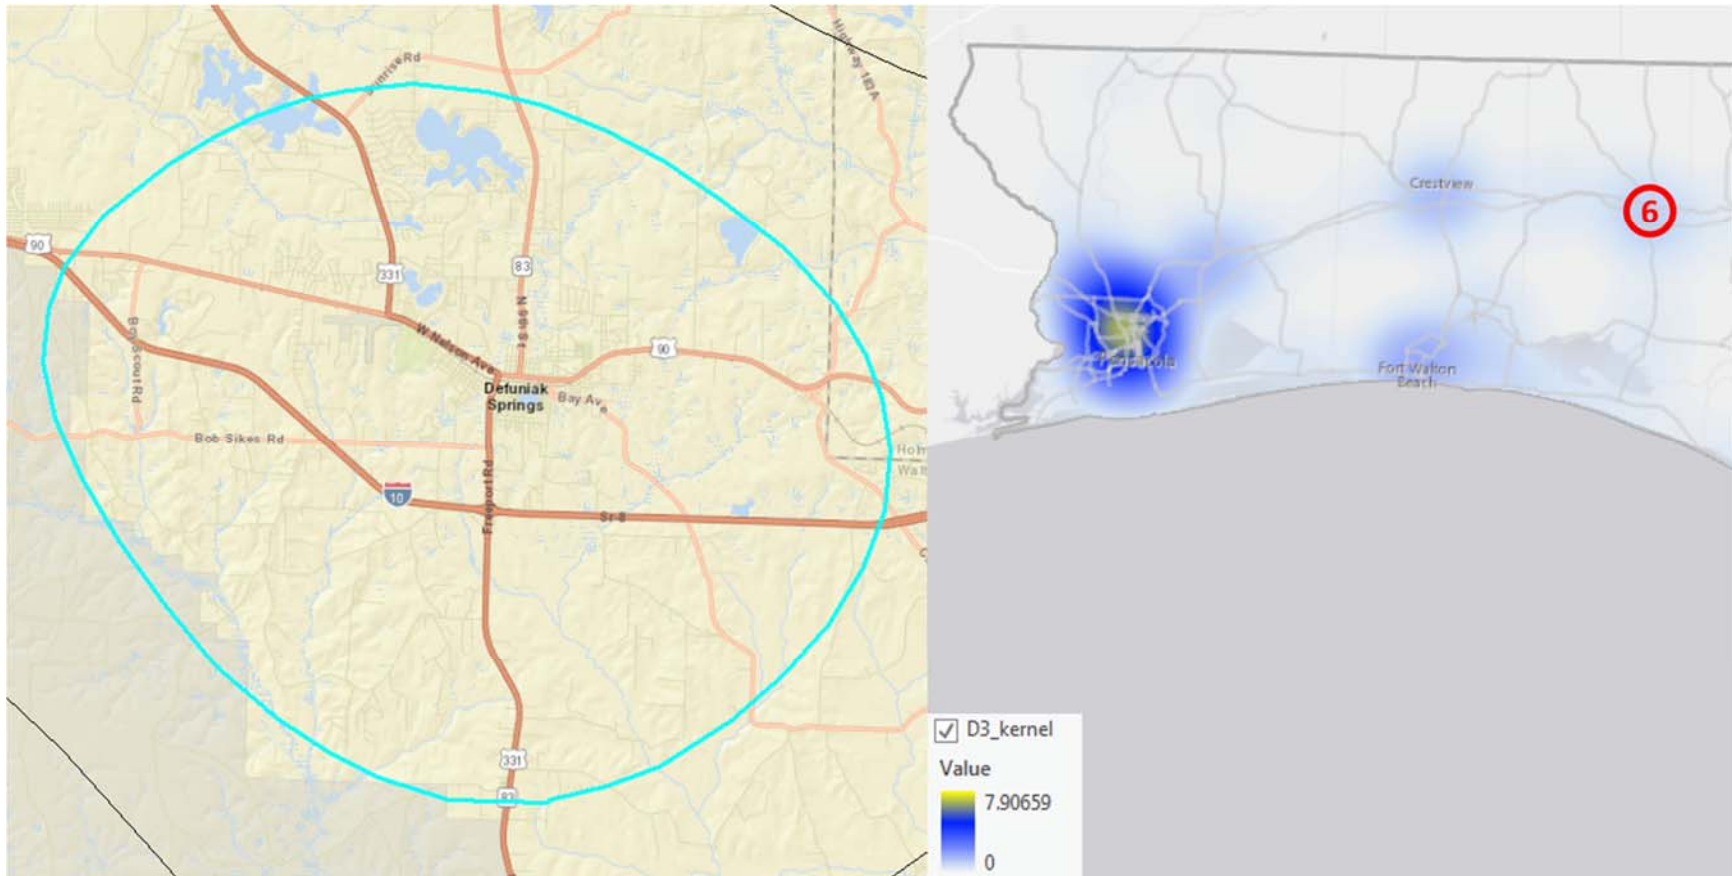 Sunrise Rd
Highway 183A
90
331
83
N 9th St
Boy Scout Rd
W Nelson Ave
90
Defuniak
Springs
Bay Ave
Bob Sikes Rd
Freeport Rd
10
Sr 8
331
83
Crestview
6
Pensacola
Fort Walton
Beach
D3_kernel
Value
7.90659
0